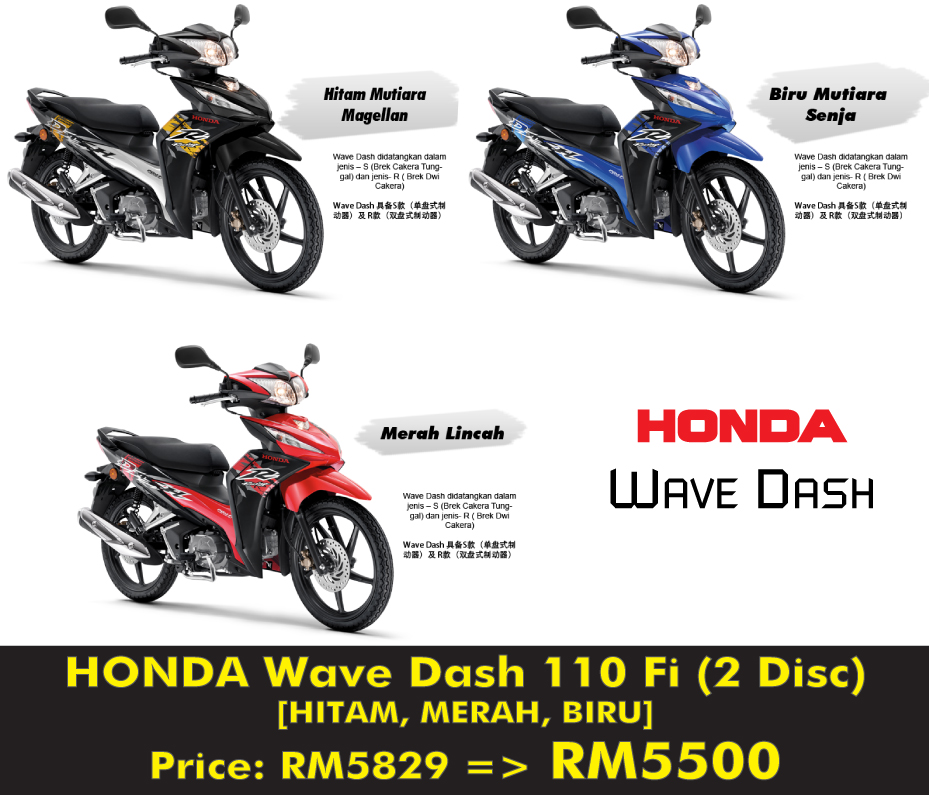 Hitam Mutiara
Magellan
Wave Dash didatangkan dalam
jenis – S (Brek Cakera Tung-
gal) dan jenis- R ( Brek Dwi
Cakera)
Wave Dash 具备S款（单盘式制
动器）及 R款（双盘式制动器）
HONDA
Biru Mutiara
Senja
Wave Dash didatangkan dalam
jenis – S (Brek Cakera Tung-
gal) dan jenis- R ( Brek Dwi
Cakera)
Wave Dash 具备S款（单盘式制
动器）及 R款（双盘式制动器）
HONDA
Merah Lincah
Wave Dash didatangkan dalam
jenis – S (Brek Cakera Tung-
gal) dan jenis- R ( Brek Dwi
Cakera)
Wave Dash 具备S款（单盘式制
动器）及 R款（双盘式制动器）
HONDA
HONDA
WAVE DASH
HONDA Wave Dash 110 Fi (2 Disc)
[HITAM, MERAH, BIRU]
Price: RM5829 => RM5500